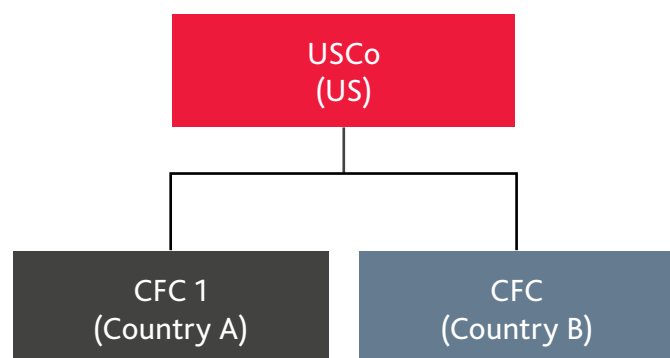 USCo
(US)
CFC 1
(Country A)
CFC
(Country B)